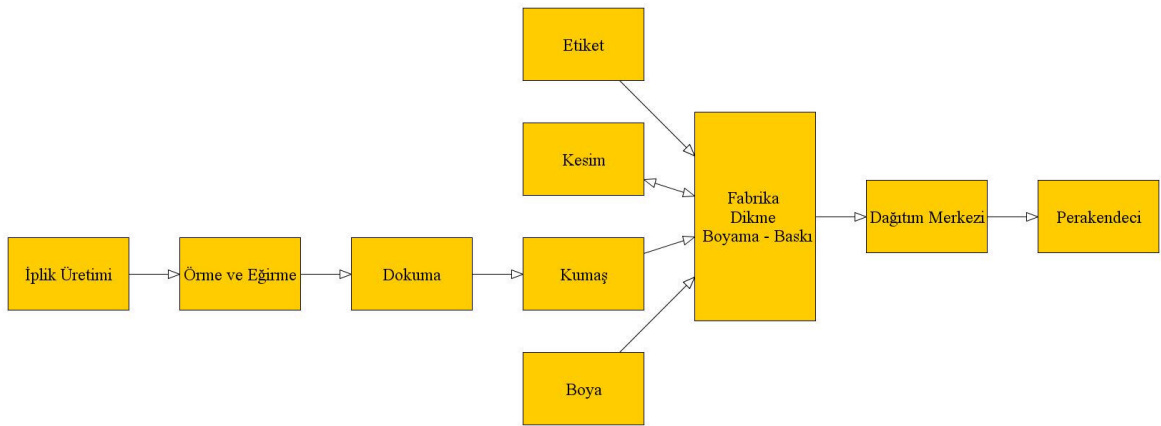 Etiket
Kesim
Fabrika
Dikme
Boyama - Baskı
Dağıtım Merkezi
Perakendeci
İplik Üretimi
Örme ve Eğirme
Dokuma
Kumaş
Boya